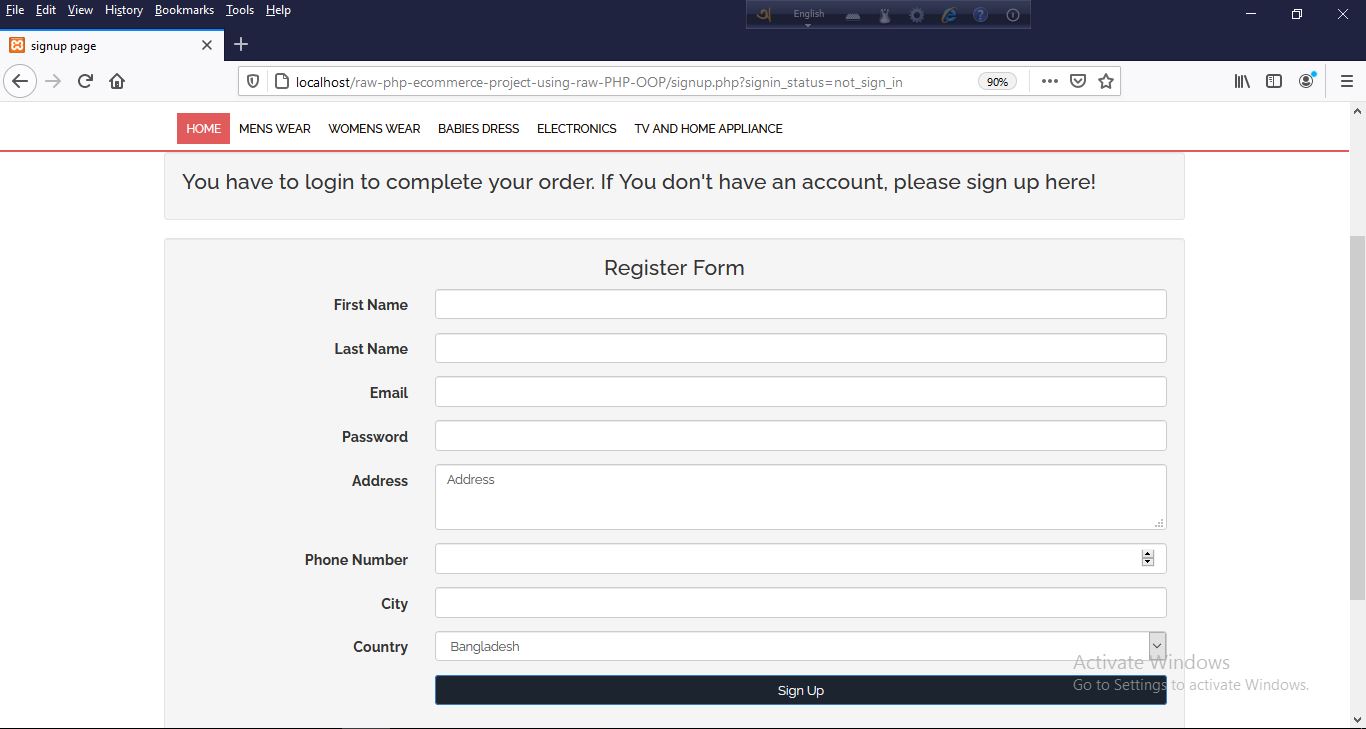 File Edit View History Bookmarks Tools Help
English
signup page
localhost/raw-php-ecommerce-project-using-raw-PHP-OOP/signup.php?signin_status=not_sign_in
90%
HOME MENS WEAR WOMENS WEAR BABIES DRESS ELECTRONICS TV AND HOME APPLIANCE
You have to login to complete your order. If You don't have an account, please sign up here!
Register Form
First Name
Last Name
Email
Password
Address Address
Phone Number
City
Country Bangladesh
Activate Windows
Go to Settings to activate Windows.
Sign Up